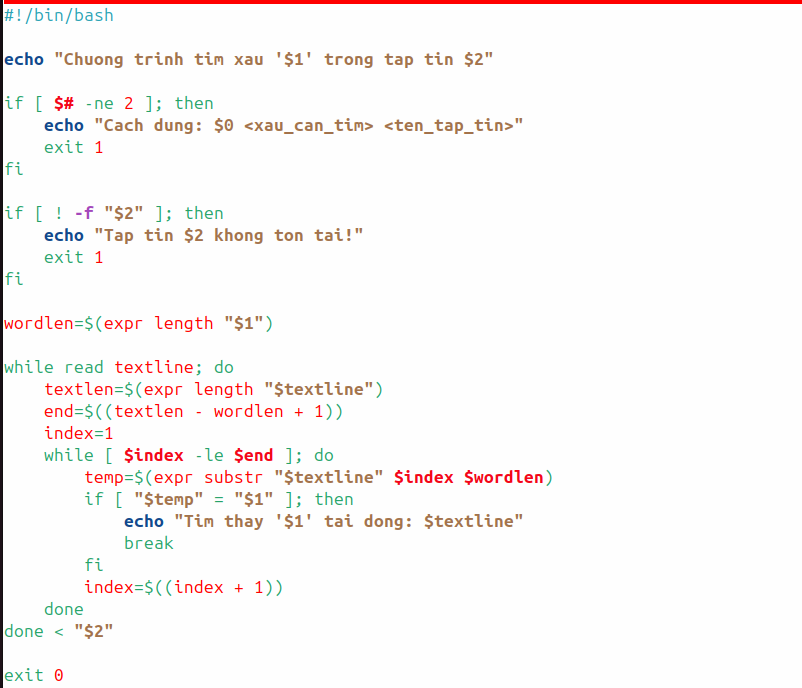 #!/bin/bash
echo "Chuong trinh tim xau '$1' trong tap tin $2"
if [ $# -ne 2 ]; then
    echo "Cach dung: $0 <xau_can_tim> <ten_tap_tin>"
    exit 1
fi
if [ ! -f "$2" ]; then
    echo "Tap tin $2 khong ton tai!"
    exit 1
fi
wordlen=$(expr length "$1")
while read textline; do
    textlen=$(expr length "$textline")
    end=$((textlen - wordlen + 1))
    index=1
    while [ $index -le $end ]; do
        temp=$(expr substr "$textline" $index $wordlen)
        if [ "$temp" = "$1" ]; then
            echo "Tim thay '$1' tai dong: $textline"
            break
        fi
        index=$((index + 1))
    done
done < "$2"
exit 0